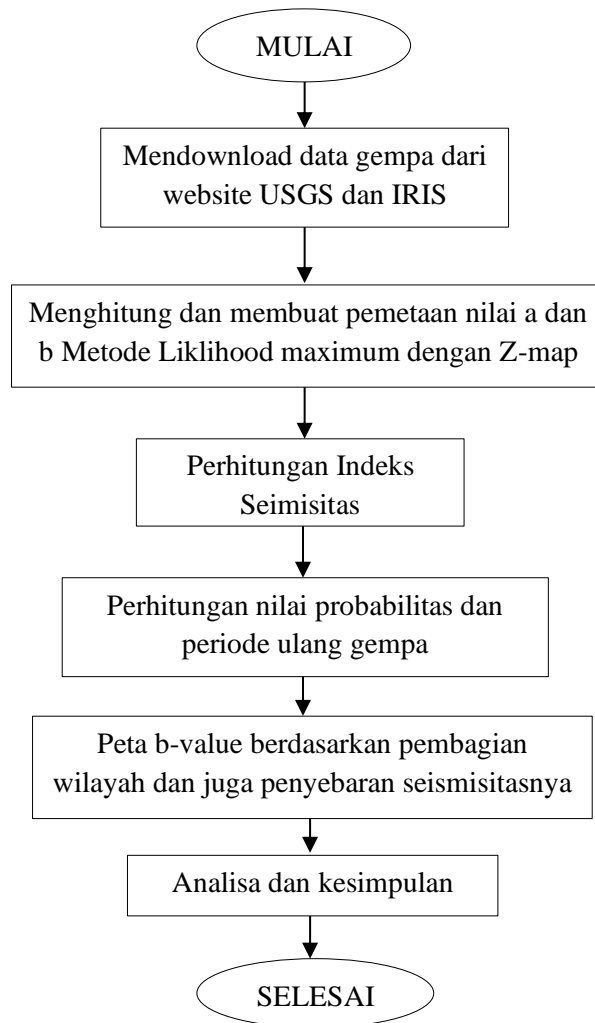 MULAI
Mendownload data gempa dari
website USGS dan IRIS
Menghitung dan membuat pemetaan nilai a dan
b Metode Liklihood maximum dengan Z-map
Perhitungan Indeks
Seimisitas
Perhitungan nilai probabilitas dan
periode ulang gempa
Peta b-value berdasarkan pembagian
wilayah dan juga penyebaran seismisitasnya
Analisa dan kesimpulan
SELESAI